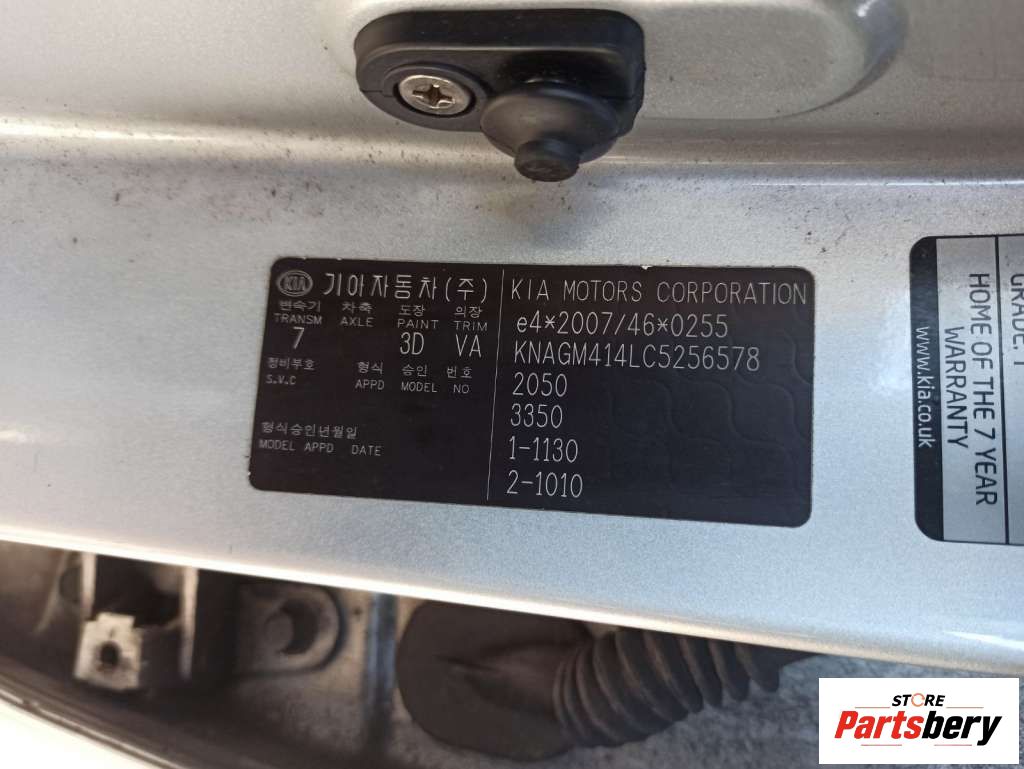 KIA 기아자동차(주)
변속기 차축 도장 의장
TRANSM AXLE PAINT TRIM
7 3D VA
정비부호 형식 승인 번호
S.V.C APPD MODEL NO
형식승인년월일
MODEL APPD DATE
KIA MOTORS CORPORATION
e4*2007/46*0255
KNAGM414LC5256578
2050
3350
1-1130
2-1010
GRADE: 1
HOME OF THE 7 YEAR
WARRANTY
www.kia.co.uk
STORE
Partsbery